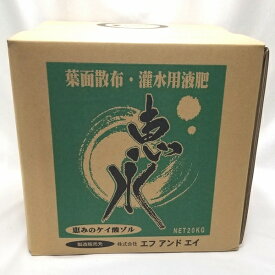 葉面散布・灌水用液肥
恵水
恵みのケイ酸ゾル
NET20KG
製造販売元 株式会社 エフ アンド エイ